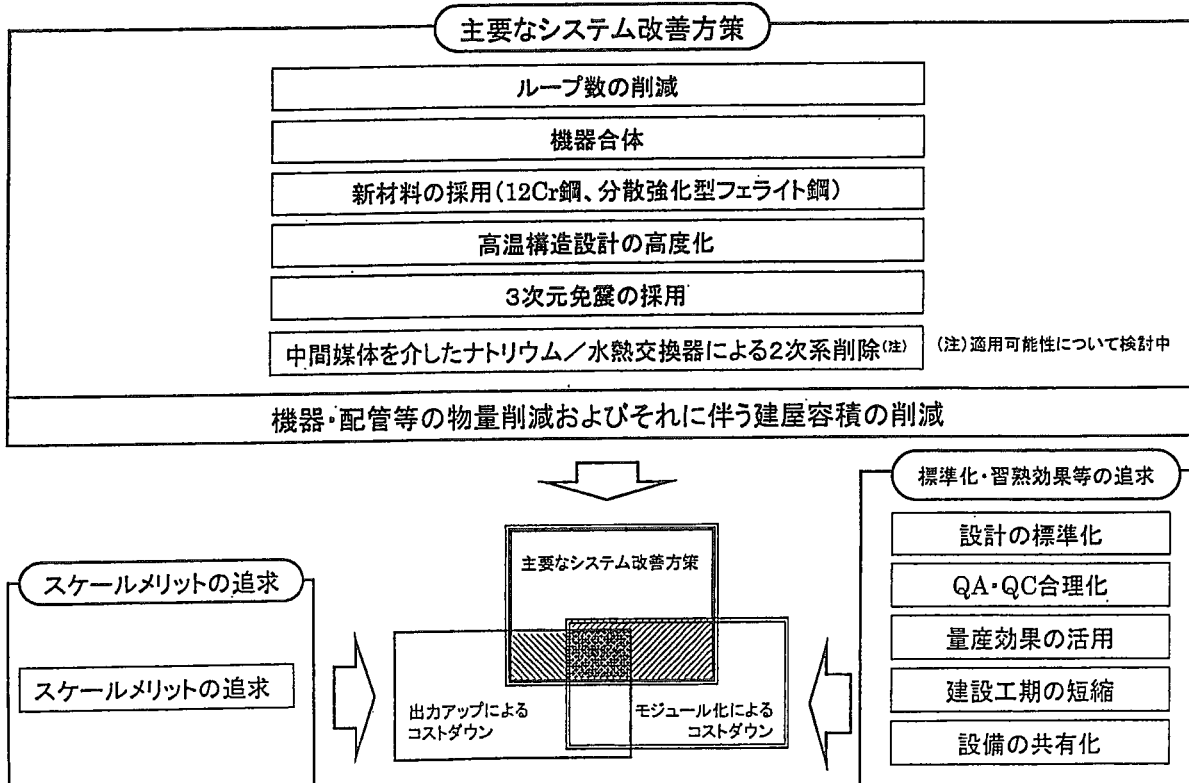 主要なシステム改善方策
ループ数の削減
機器合体
新材料の採用(12Cr鋼、分散強化型フェライト鋼)
高温構造設計の高度化
3次元免震の採用
中間媒体を介したナトリウム/水熱交換器による2次系削除(注)
(注)適用可能性について検討中
機器・配管等の物量削減およびそれに伴う建屋容積の削減
標準化・習熟効果等の追求
設計の標準化
QA・QC合理化
量産効果の活用
建設工期の短縮
設備の共有化
スケールメリットの追求
スケールメリットの追求
主要なシステム改善方策
出力アップによる
コストダウン
モジュール化による
コストダウン